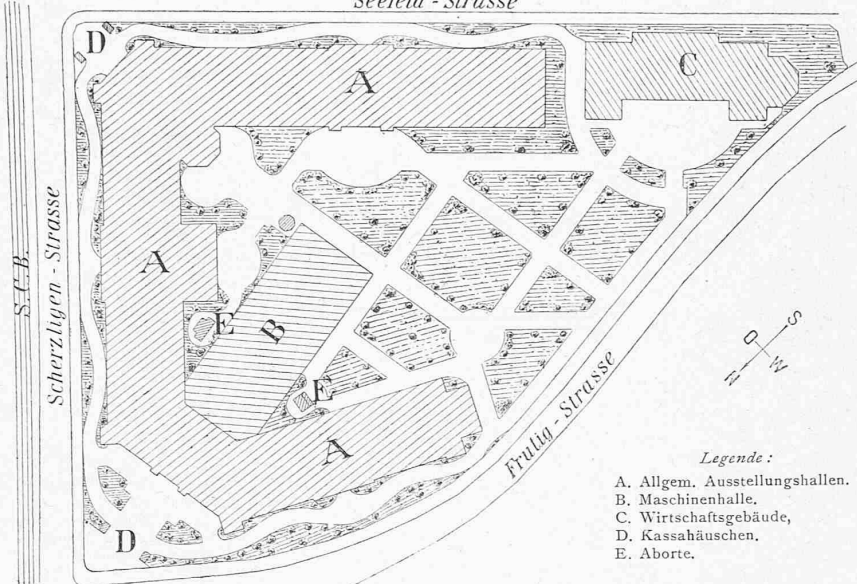 Seefeld - Strasse
D
C
A
S.C.B.
Scherzligen - Strasse
A
E
B
E
A
D
Frutig - Strasse
S
O
W
N
Legende :
A. Allgem. Ausstellungshallen.
B. Maschinenhalle.
C. Wirtschaftsgebäude,
D. Kassahäuschen.
E. Aborte.